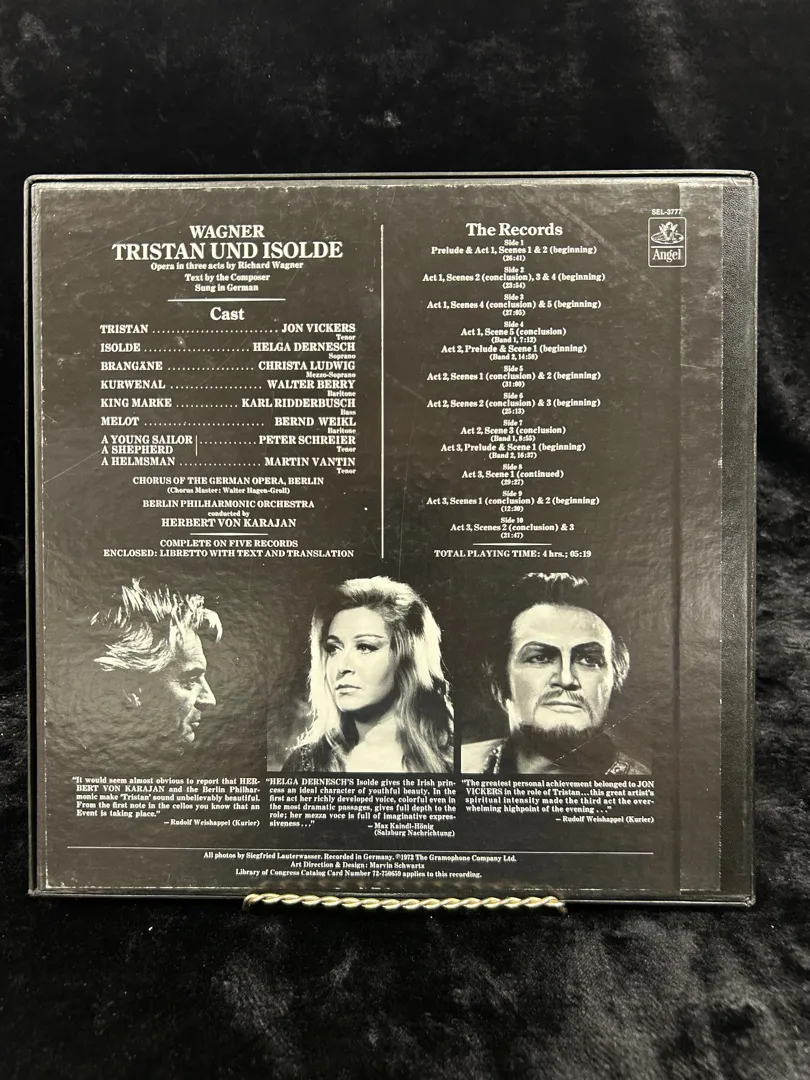 WAGNER
TRISTAN UND ISOLDE
Opera in three acts by Richard Wagner
Text by the Composer
Sung in German
Cast
TRISTAN ........................... JON VICKERS
Tenor
ISOLDE ....................... HELGA DERNESCH
Soprano
BRANGÄNE .................... CHRISTA LUDWIG
Mezzo-Soprano
KURWENAL .................... WALTER BERRY
Baritone
KING MARKE ............ KARL RIDDERBUSCH
Bass
MELOT ............................ BERND WEIKL
Baritone
A YOUNG SAILOR
A SHEPHERD ............ PETER SCHREIER
Tenor
A HELMSMAN ................. MARTIN VANTIN
Tenor
CHORUS OF THE GERMAN OPERA, BERLIN
(Chorus Master: Walter Hagen-Groll)
BERLIN PHILHARMONIC ORCHESTRA
conducted by
HERBERT VON KARAJAN
COMPLETE ON FIVE RECORDS
ENCLOSED: LIBRETTO WITH TEXT AND TRANSLATION
The Records
Side 1
Prelude & Act 1, Scenes 1 & 2 (beginning)
(26:41)
Side 2
Act 1, Scenes 2 (conclusion), 3 & 4 (beginning)
(23:54)
Side 3
Act 1, Scenes 4 (conclusion) & 5 (beginning)
(27:05)
Side 4
Act 1, Scene 5 (conclusion)
(Band 1, 7:12)
Act 2, Prelude & Scene 1 (beginning)
(Band 2, 14:58)
Side 5
Act 2, Scenes 1 (conclusion) & 2 (beginning)
(31:00)
Side 6
Act 2, Scenes 2 (conclusion) & 3 (beginning)
(25:13)
Side 7
Act 2, Scene 3 (conclusion)
(Band 1, 8:55)
Act 3, Prelude & Scene 1 (beginning)
(Band 2, 16:37)
Side 8
Act 3, Scene 1 (continued)
(29:27)
Side 9
Act 3, Scenes 1 (conclusion) & 2 (beginning)
(12:30)
Side 10
Act 3, Scenes 2 (conclusion) & 3
(21:47)
TOTAL PLAYING TIME: 4 hrs.; 05:19
SEL-3777
Angel
"It would seem almost obvious to report that HER-
BERT VON KARAJAN and the Berlin Philhar-
monic make 'Tristan' sound unbelievably beautiful.
From the first note in the cellos you know that an
Event is taking place."
— Rudolf Weishappel (Kurier)
"HELGA DERNESCH'S Isolde gives the Irish prin-
cess an ideal character of youthful beauty. In the
first act her richly developed voice, colorful even in
the most dramatic passages, gives full depth to the
role; her mezza voce is full of imaginative expres-
siveness..."
— Max Kaindl-Hönig
(Salzburg Nachrichtung)
"The greatest personal achievement belonged to JON
VICKERS in the role of Tristan...this great artist's
spiritual intensity made the third act the over-
whelming highpoint of the evening..."
— Rudolf Weishappel (Kurier)
All photos by Siegfried Lauterwasser. Recorded in Germany. ℗1972 The Gramophone Company Ltd.
Art Direction & Design: Marvin Schwartz
Library of Congress Catalog Card Number 72-750650 applies to this recording.